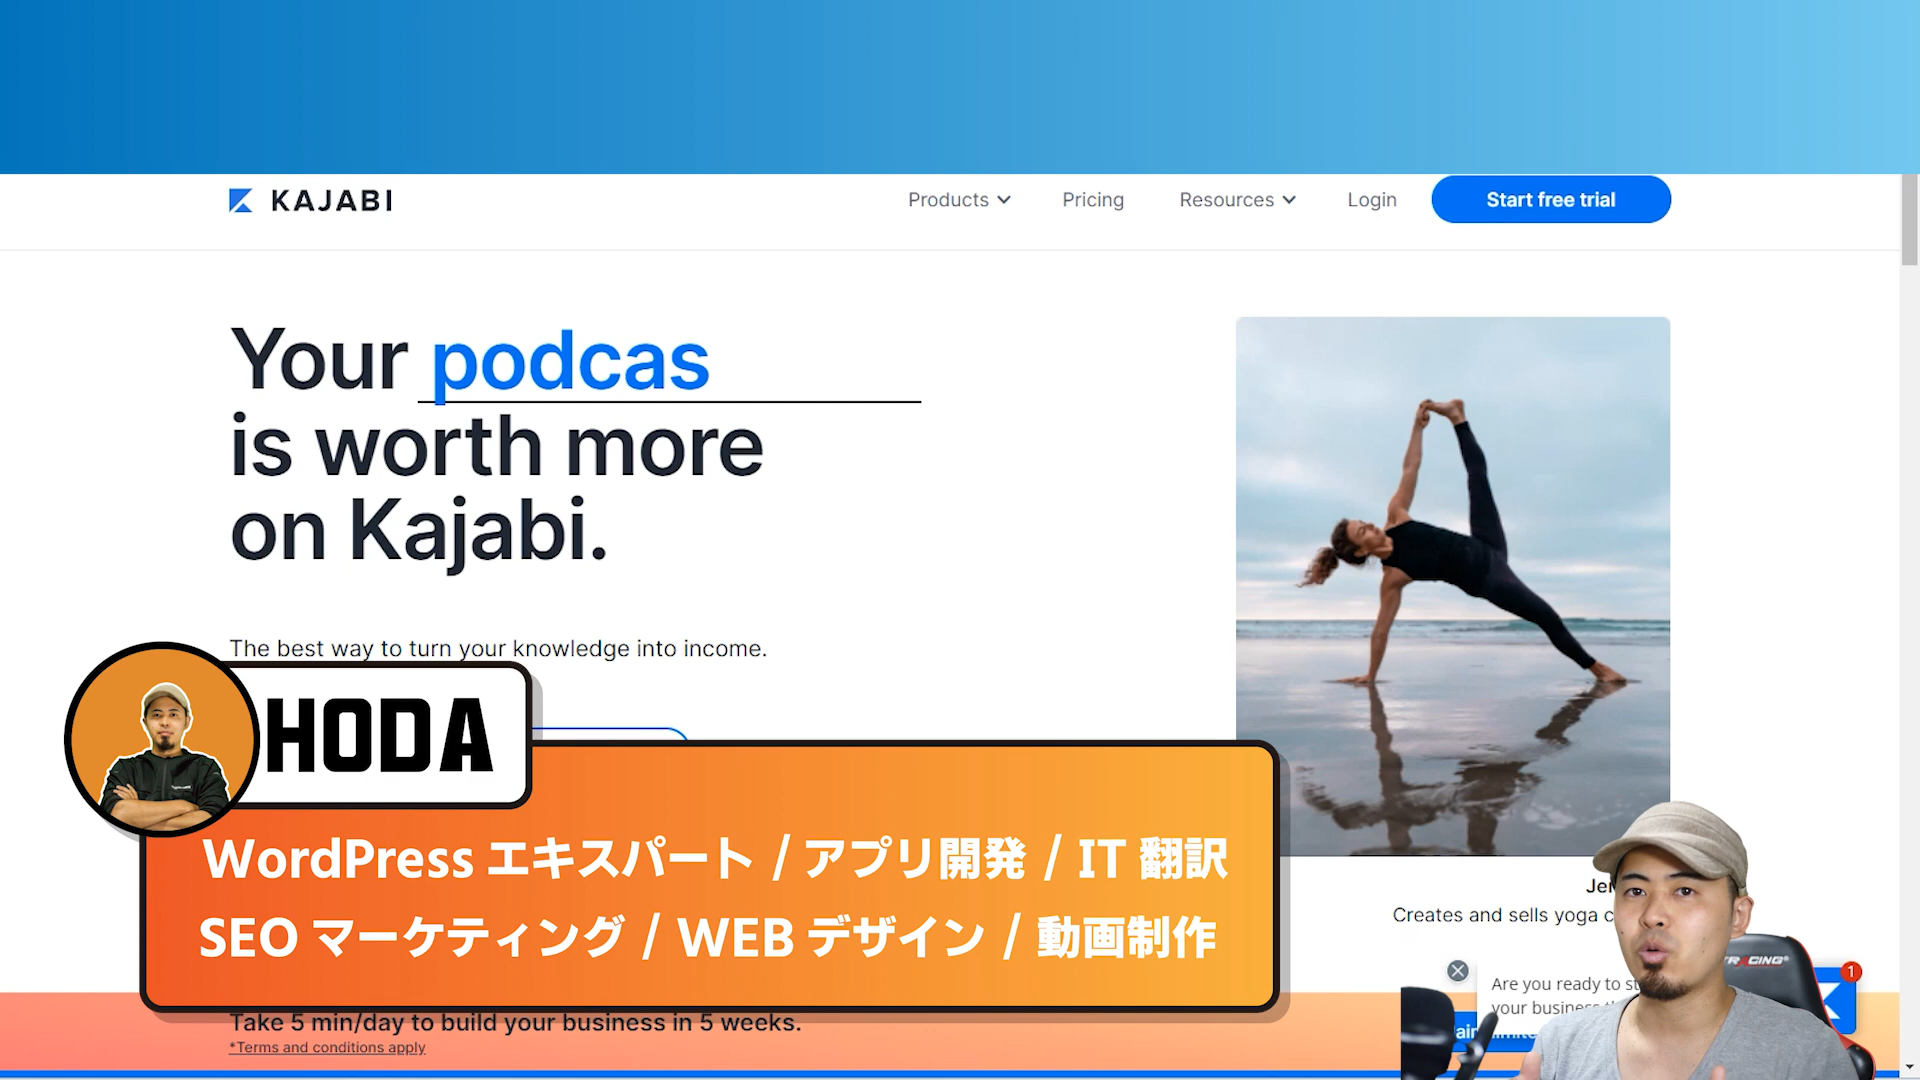 KAJABI
Products
Pricing
Resources
Login
Start free trial
Your podcas
is worth more
on Kajabi.
The best way to turn your knowledge into income.
HODA
WordPress エキスパート / アプリ開発 / IT 翻訳
SEO マーケティング / WEB デザイン / 動画制作
Creates and sells yoga
Are you ready to
your
1
Take 5 min/day to build your business in 5 weeks.
*Terms and conditions apply